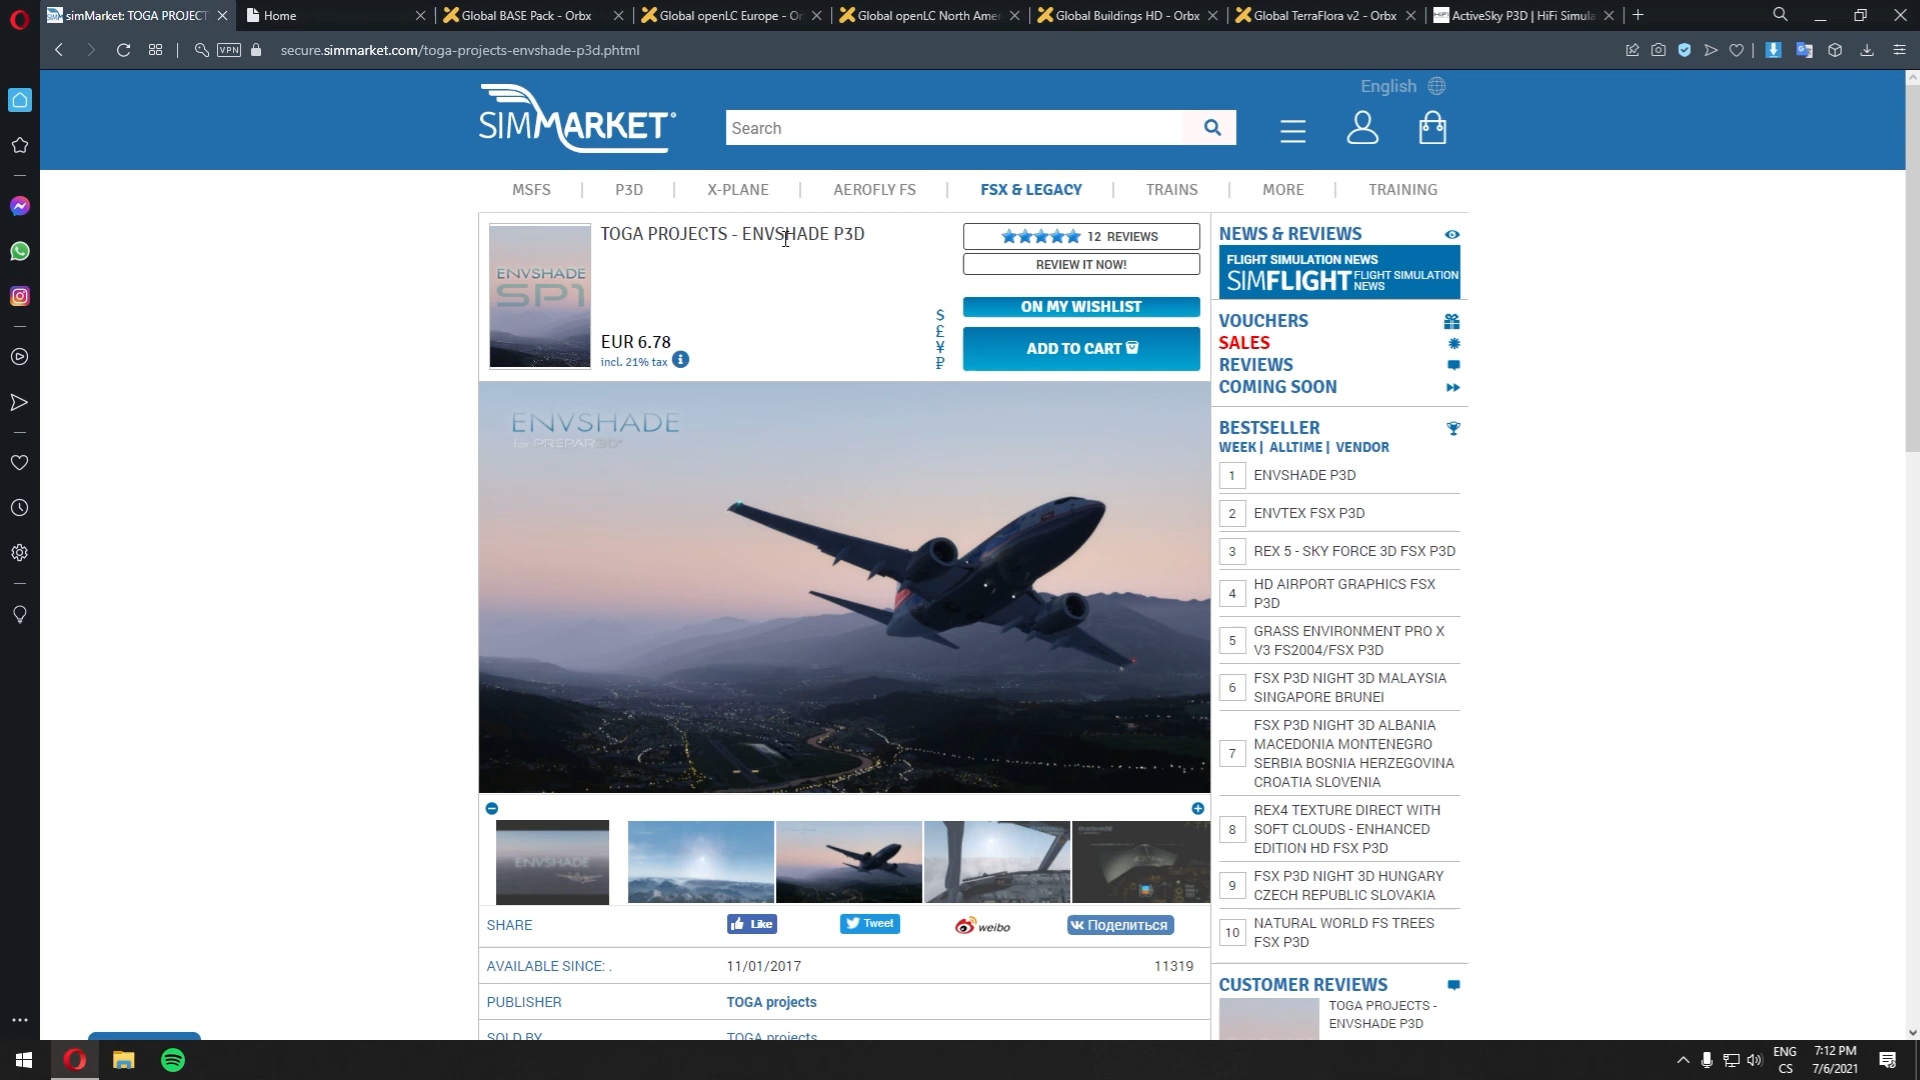 simMarket: TOGA PROJECT
Home
Global BASE Pack - Orbx
Global openLC Europe - Or
Global openLC North Amer
Global Buildings HD - Orbx
Global TerraFlora v2 - Orbx
ActiveSky P3D | HiFi Simula
VPN
secure.simmarket.com/toga-projects-envshade-p3d.phtml
English
SIMMARKET
Search
MSFS | P3D | X-PLANE | AEROFLY FS | FSX & LEGACY | TRAINS | MORE | TRAINING
ENVSHADE
SP1
TOGA PROJECTS - ENVSHADE P3D
EUR 6.78
incl. 21% tax
$
£
¥
₽
12 REVIEWS
REVIEW IT NOW!
ON MY WISHLIST
ADD TO CART
ENVSHADE
for PREPAR3D
ENVSHADE
SHARE
Like
Tweet
weibo
Поделиться
AVAILABLE SINCE: .
11/01/2017
11319
PUBLISHER
TOGA projects
SOLD BY
TOGA projects
NEWS & REVIEWS
FLIGHT SIMULATION NEWS
SIMFLIGHT FLIGHT SIMULATION
NEWS
VOUCHERS
SALES
REVIEWS
COMING SOON
BESTSELLER
WEEK | ALLTIME | VENDOR
1 ENVSHADE P3D
2 ENVTEX FSX P3D
3 REX 5 - SKY FORCE 3D FSX P3D
4 HD AIRPORT GRAPHICS FSX
P3D
5 GRASS ENVIRONMENT PRO X
V3 FS2004/FSX P3D
6 FSX P3D NIGHT 3D MALAYSIA
SINGAPORE BRUNEI
7 FSX P3D NIGHT 3D ALBANIA
MACEDONIA MONTENEGRO
SERBIA BOSNIA HERZEGOVINA
CROATIA SLOVENIA
8 REX4 TEXTURE DIRECT WITH
SOFT CLOUDS - ENHANCED
EDITION HD FSX P3D
9 FSX P3D NIGHT 3D HUNGARY
CZECH REPUBLIC SLOVAKIA
10 NATURAL WORLD FS TREES
FSX P3D
CUSTOMER REVIEWS
TOGA PROJECTS -
ENVSHADE P3D
ENG
CS
7:12 PM
7/6/2021